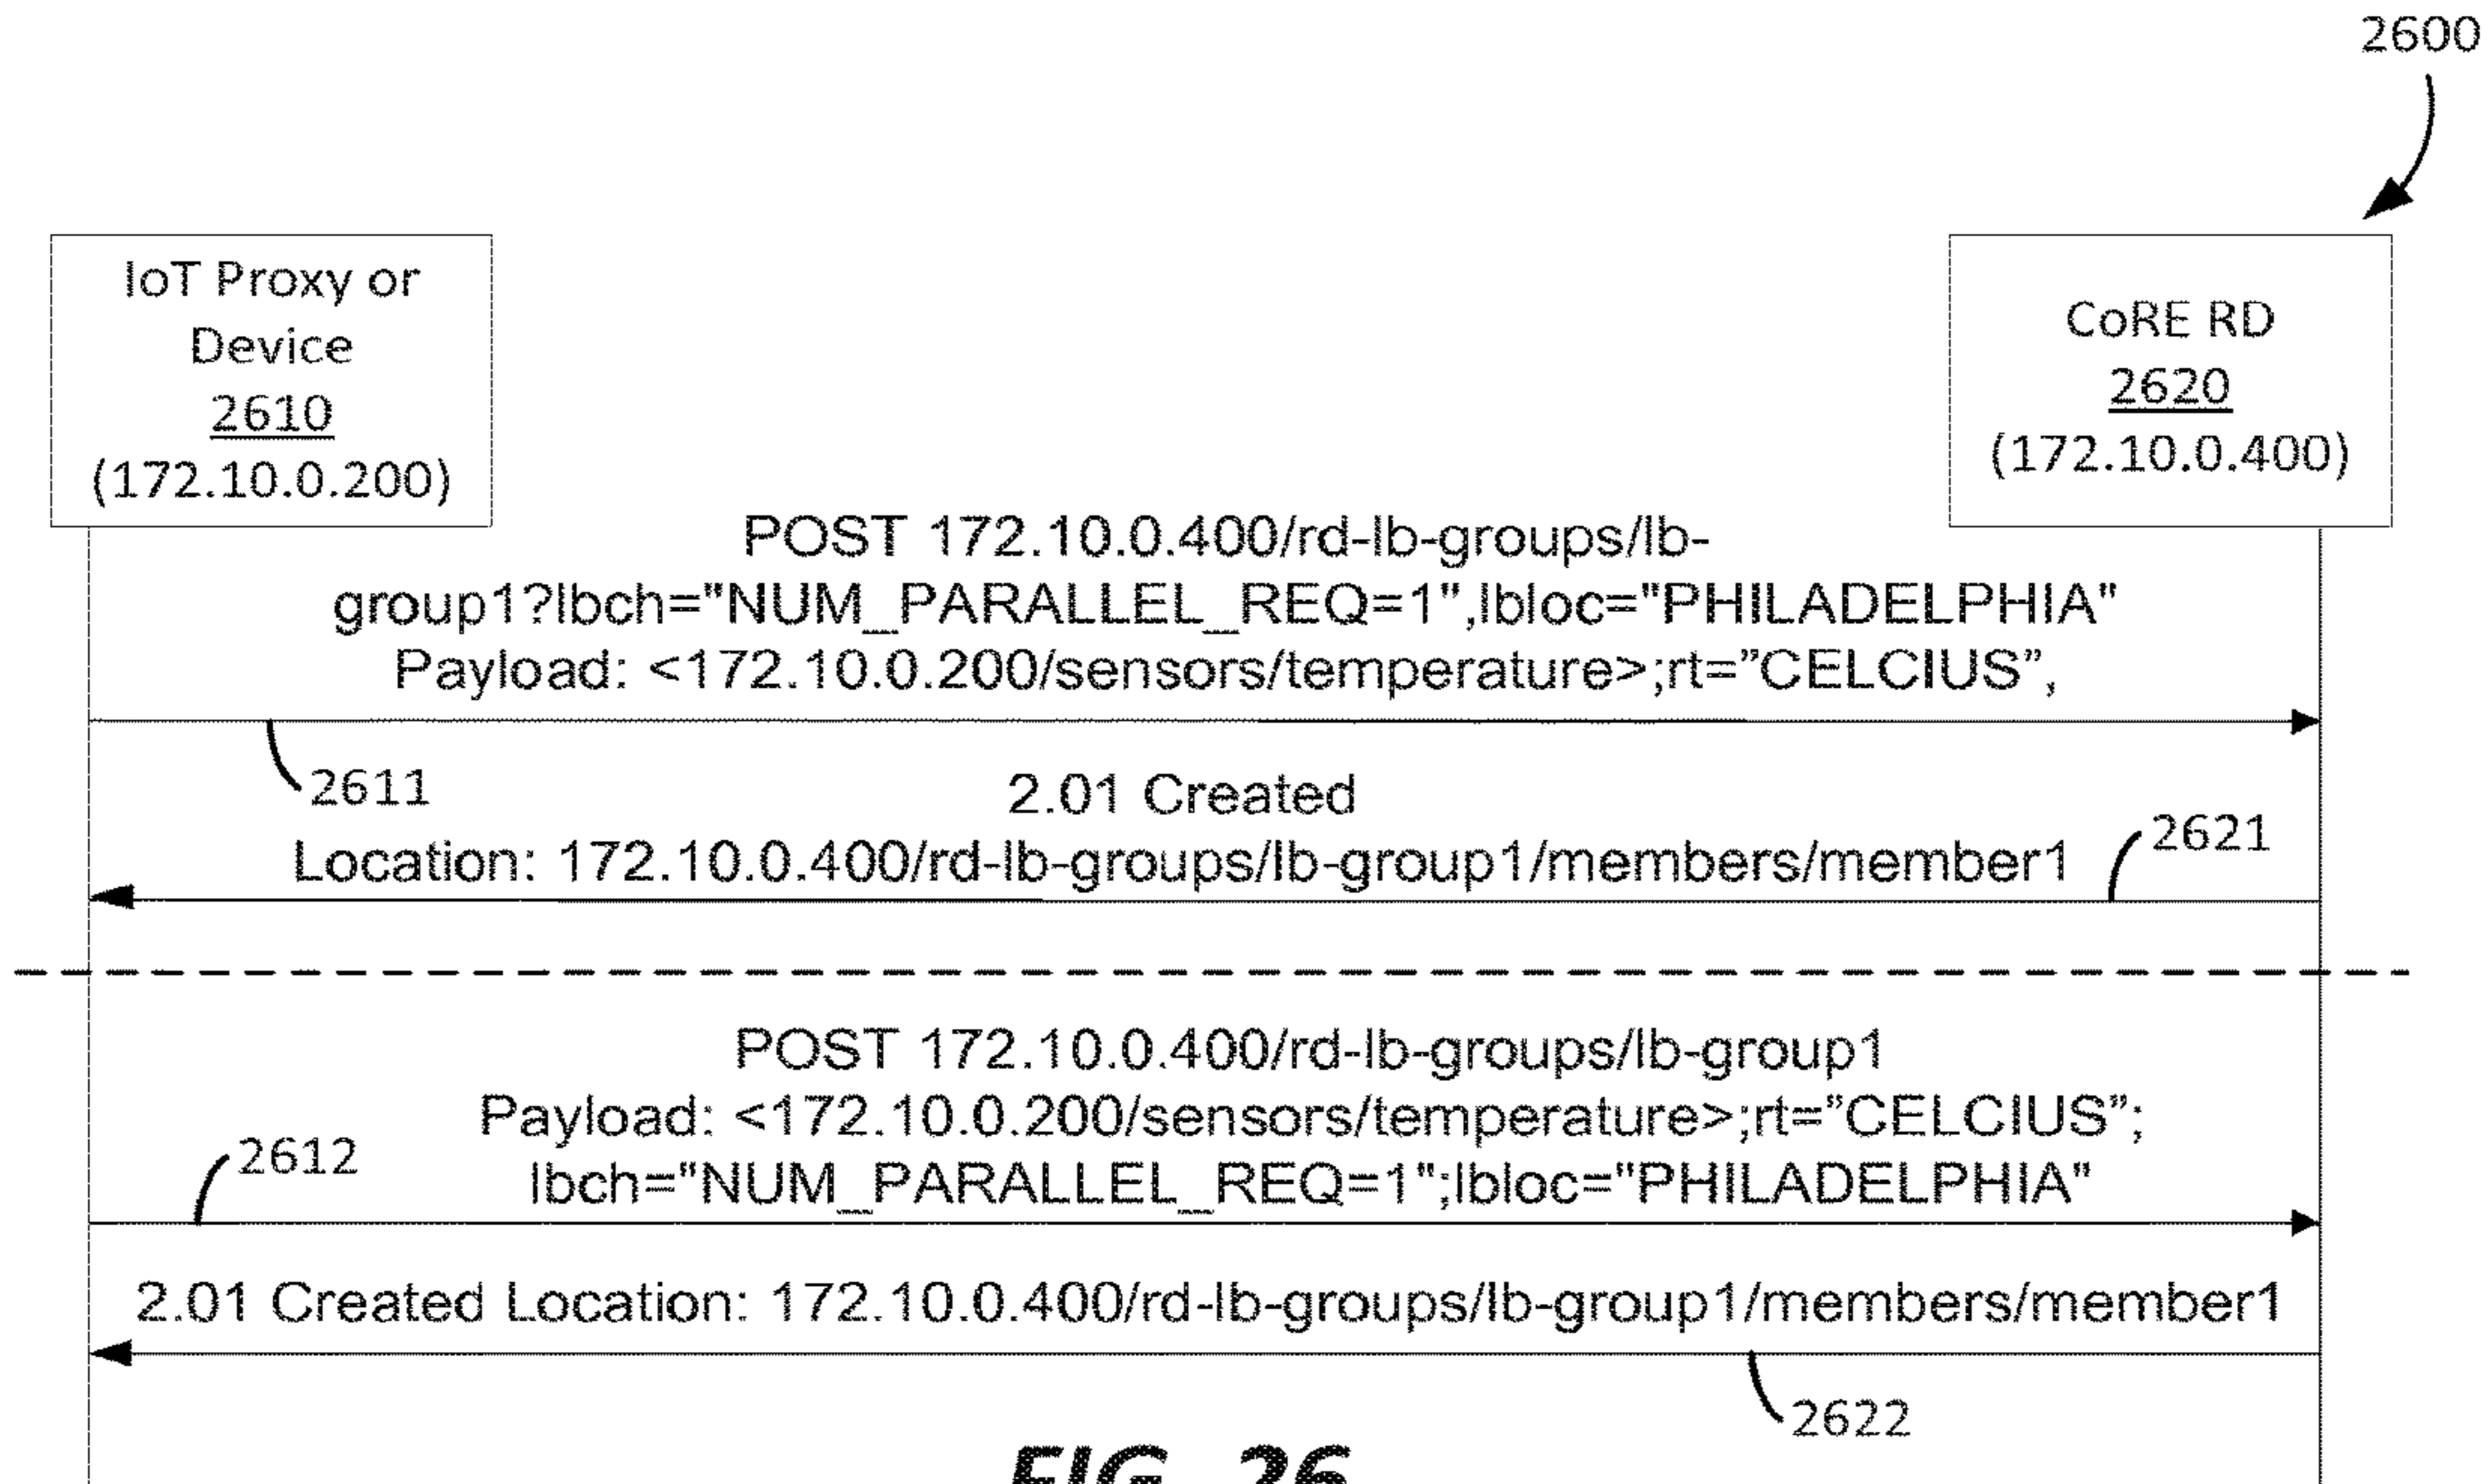 2600
IoT Proxy or
Device
2610
(172.10.0.200)
CoRE RD
2620
(172.10.0.400)
POST 172.10.0.400/rd-lb-groups/lb-
group1?lbch="NUM_PARALLEL_REQ=1",lbloc="PHILADELPHIA"
Payload: <172.10.0.200/sensors/temperature>;rt=”CELCIUS”,
2611
2.01 Created
Location: 172.10.0.400/rd-lb-groups/lb-group1/members/member1
2621
POST 172.10.0.400/rd-lb-groups/lb-group1
Payload: <172.10.0.200/sensors/temperature>;rt=”CELCIUS”;
lbch="NUM_PARALLEL_REQ=1";lbloc="PHILADELPHIA"
2612
2.01 Created Location: 172.10.0.400/rd-lb-groups/lb-group1/members/member1
2622
FIG. 26